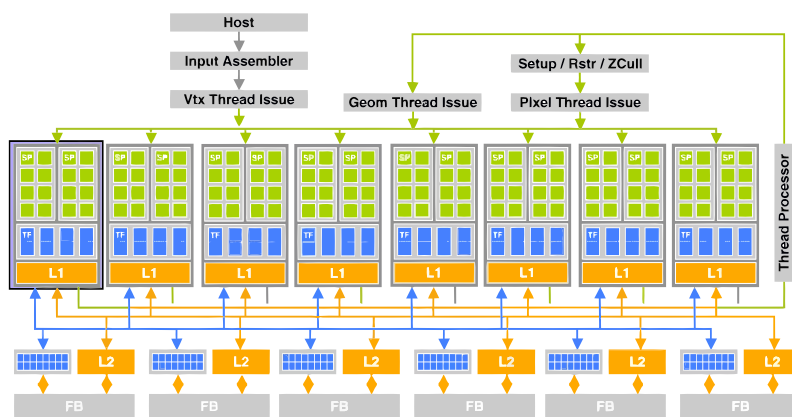 Host
Input Assembler
Setup / Rstr / ZCull
Vtx Thread Issue
Geom Thread Issue
Pixel Thread Issue
Thread Processor
SP SP SP SP SP SP SP SP SP SP SP SP SP SP SP SP
TF TF TF TF TF TF TF TF
L1 L1 L1 L1 L1 L1 L1 L1
L2 L2 L2 L2 L2 L2
FB FB FB FB FB FB